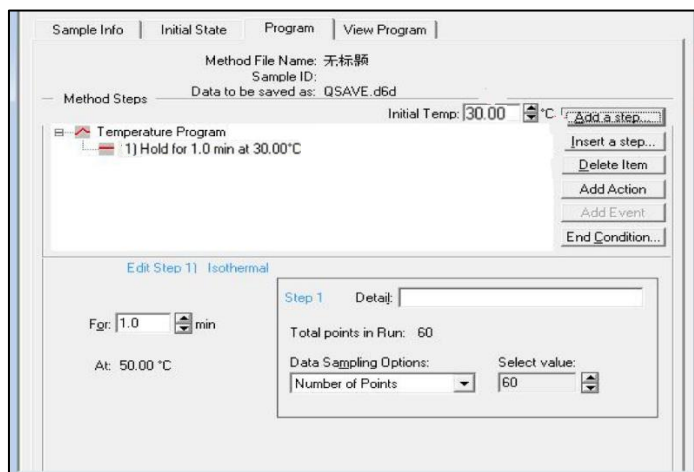 Sample Info Initial State Program View Program
Method File Name: 无标题
Sample ID:
Data to be saved as: QSAVE.d6d
Method Steps
Initial Temp: 30.00 °C
Add a step...
Temperature Program
1) Hold for 1.0 min at 30.00°C
Insert a step...
Delete Item
Add Action
Add Event
End Condition...
Edit Step 1) Isothermal
Step 1 Detail:
For: 1.0 min
Total points in Run: 60
At: 50.00 °C
Data Sampling Options: Select value:
Number of Points 60